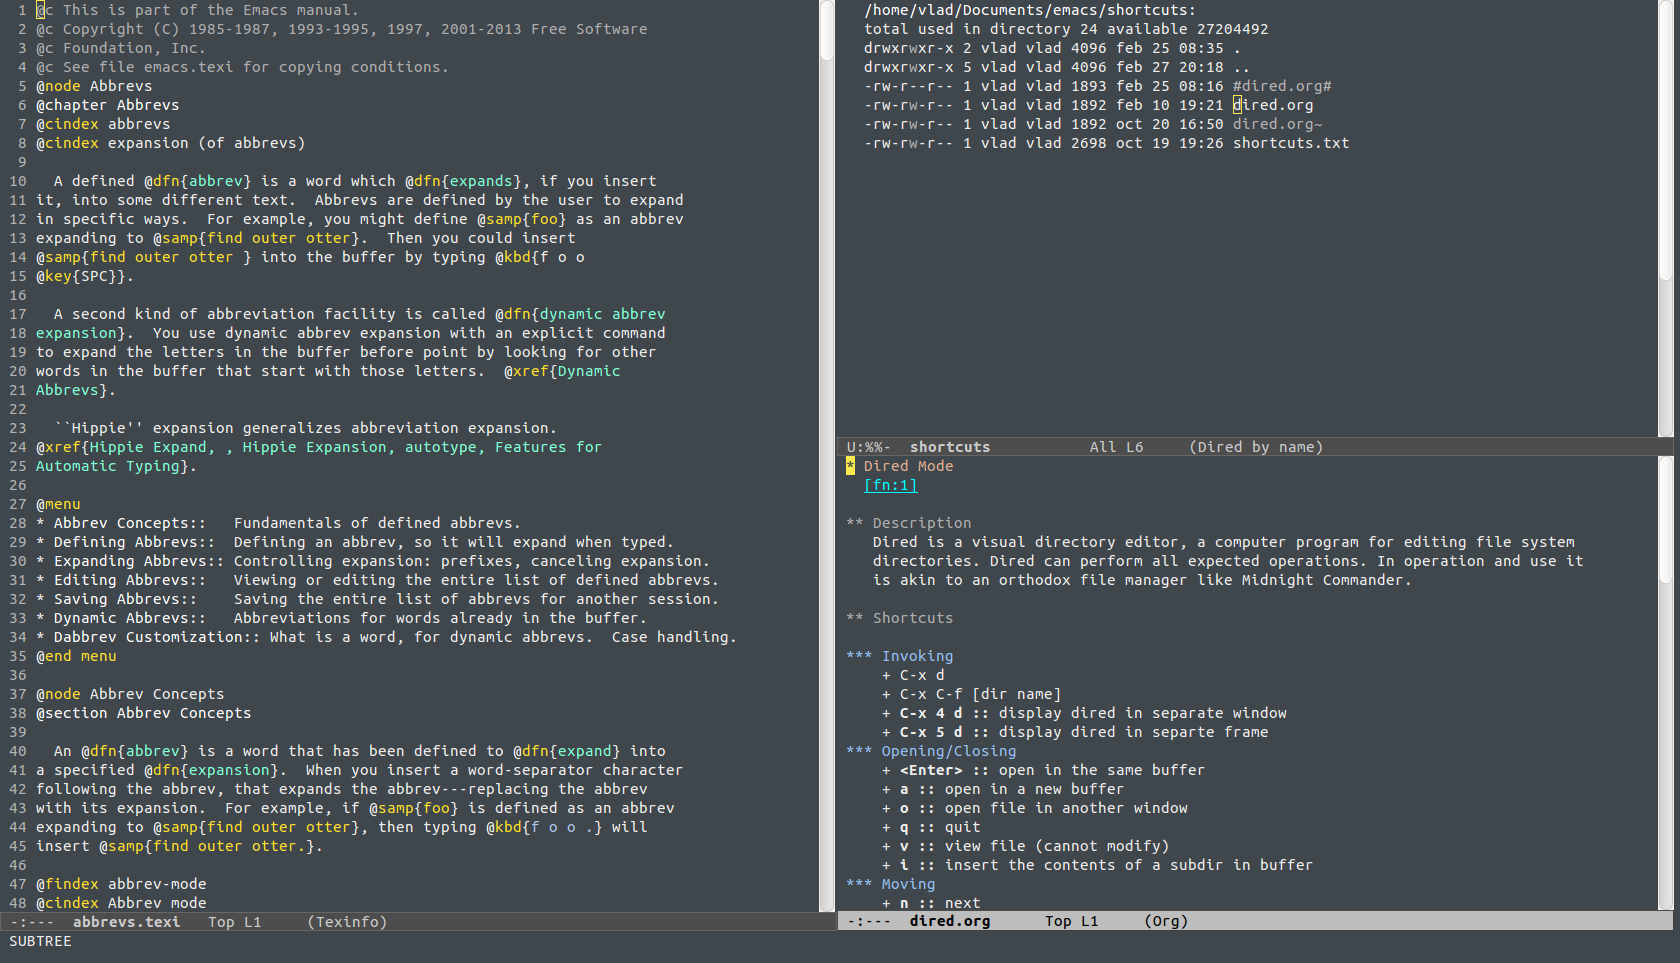 1 @c This is part of the Emacs manual.
2 @c Copyright (C) 1985-1987, 1993-1995, 1997, 2001-2013 Free Software
3 @c Foundation, Inc.
4 @c See file emacs.texi for copying conditions.
5 @node Abbrevs
6 @chapter Abbrevs
7 @cindex abbrevs
8 @cindex expansion (of abbrevs)
9
10   A defined @dfn{abbrev} is a word which @dfn{expands}, if you insert
11 it, into some different text.  Abbrevs are defined by the user to expand
12 in specific ways.  For example, you might define @samp{foo} as an abbrev
13 expanding to @samp{find outer otter}.  Then you could insert
14 @samp{find outer otter } into the buffer by typing @kbd{f o o
15 @key{SPC}}.
16
17   A second kind of abbreviation facility is called @dfn{dynamic abbrev
18 expansion}.  You use dynamic abbrev expansion with an explicit command
19 to expand the letters in the buffer before point by looking for other
20 words in the buffer that start with those letters.  @xref{Dynamic
21 Abbrevs}.
22
23   ``Hippie'' expansion generalizes abbreviation expansion.
24 @xref{Hippie Expand, , Hippie Expansion, autotype, Features for
25 Automatic Typing}.
26
27 @menu
28 * Abbrev Concepts::   Fundamentals of defined abbrevs.
29 * Defining Abbrevs::  Defining an abbrev, so it will expand when typed.
30 * Expanding Abbrevs:: Controlling expansion: prefixes, canceling expansion.
31 * Editing Abbrevs::   Viewing or editing the entire list of defined abbrevs.
32 * Saving Abbrevs::    Saving the entire list of abbrevs for another session.
33 * Dynamic Abbrevs::   Abbreviations for words already in the buffer.
34 * Dabbrev Customization:: What is a word, for dynamic abbrevs.  Case handling.
35 @end menu
36
37 @node Abbrev Concepts
38 @section Abbrev Concepts
39
40   An @dfn{abbrev} is a word that has been defined to @dfn{expand} into
41 a specified @dfn{expansion}.  When you insert a word-separator character
42 following the abbrev, that expands the abbrev---replacing the abbrev
43 with its expansion.  For example, if @samp{foo} is defined as an abbrev
44 expanding to @samp{find outer otter}, then typing @kbd{f o o .} will
45 insert @samp{find outer otter.}.
46
47 @findex abbrev-mode
48 @cindex Abbrev mode
-:---  abbrevs.texi   Top L1     (Texinfo)
/home/vlad/Documents/emacs/shortcuts:
total used in directory 24 available 27204492
drwxrwxr-x 2 vlad vlad 4096 feb 25 08:35 .
drwxrwxr-x 5 vlad vlad 4096 feb 27 20:18 ..
-rw-r--r-- 1 vlad vlad 1893 feb 25 08:16 #dired.org#
-rw-rw-r-- 1 vlad vlad 1892 feb 10 19:21 dired.org
-rw-rw-r-- 1 vlad vlad 1892 oct 20 16:50 dired.org~
-rw-rw-r-- 1 vlad vlad 2698 oct 19 19:26 shortcuts.txt
U:%%-  shortcuts           All L6     (Dired by name)
* Dired Mode
[fn:1]
** Description
Dired is a visual directory editor, a computer program for editing file system
directories. Dired can perform all expected operations. In operation and use it
is akin to an orthodox file manager like Midnight Commander.
** Shortcuts
*** Invoking
+ C-x d
+ C-x C-f [dir name]
+ C-x 4 d :: display dired in separate window
+ C-x 5 d :: display dired in separte frame
*** Opening/Closing
+ <Enter> :: open in the same buffer
+ a :: open in a new buffer
+ o :: open file in another window
+ q :: quit
+ v :: view file (cannot modify)
+ i :: insert the contents of a subdir in buffer
*** Moving
+ n :: next
-:---  dired.org      Top L1     (Org)
SUBTREE